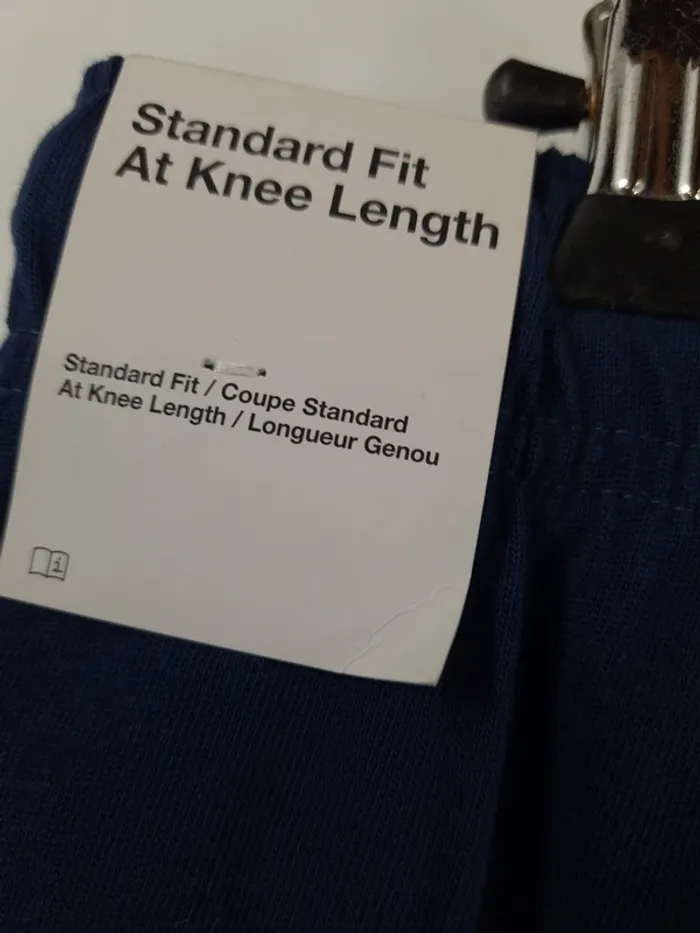 Standard Fit
At Knee Length
Standard Fit / Coupe Standard
At Knee Length / Longueur Genou
i